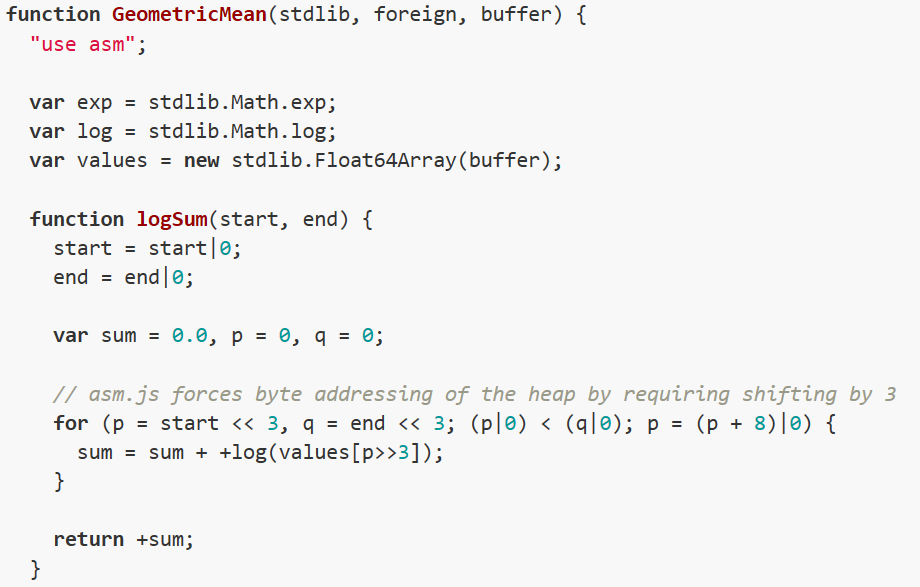 function GeometricMean(stdlib, foreign, buffer) {
  "use asm";

  var exp = stdlib.Math.exp;
  var log = stdlib.Math.log;
  var values = new stdlib.Float64Array(buffer);

  function logSum(start, end) {
    start = start|0;
    end = end|0;

    var sum = 0.0, p = 0, q = 0;

    // asm.js forces byte addressing of the heap by requiring shifting by 3
    for (p = start << 3, q = end << 3; (p|0) < (q|0); p = (p + 8)|0) {
      sum = sum + +log(values[p>>3]);
    }

    return +sum;
  }